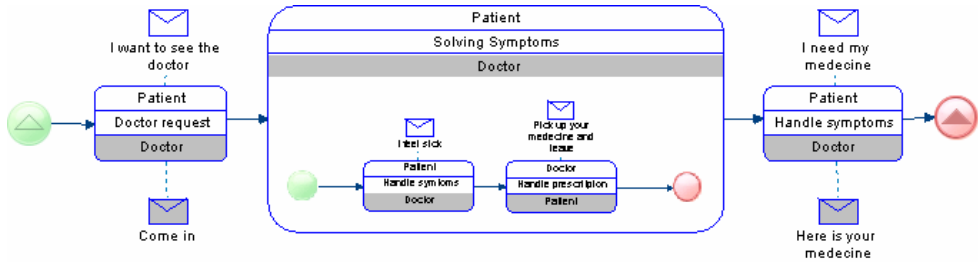 I want to see the
doctor
Patient
Doctor request
Doctor
Come in
Patient
Solving Symptoms
Doctor
I feel sick
Patient
Handle symtoms
Doctor
Pick up your
medecine and
leave
Doctor
Handle prescription
Patient
I need my
medecine
Patient
Handle symptoms
Doctor
Here is your
medecine